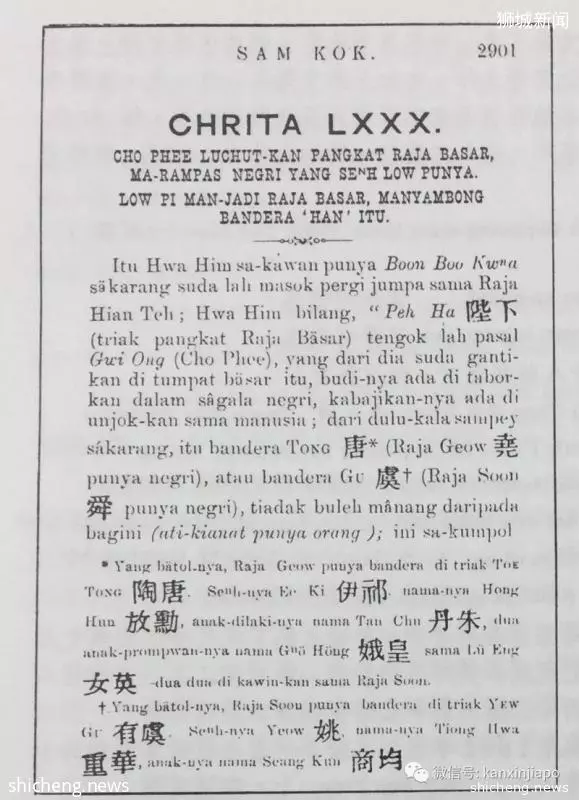 狮城新闻
SAM KOK. 2901
CHRITA LXXX.
CHO PHEE LUCHUT-KAN PANGKAT RAJA BASAR,
MA-RAMPAS NEGRI YANG SEᴺH LOW PUNYA.
LOW PI MAN-JADI RAJA BASAR, MANYAMBONG
BANDERA 'HAN' ITU.
Itu Hwa Him sa-kawan punya Boon Boo Kwⁿa
säkarang suda lah masok pergi jumpa sama Raja
Hian Teh; Hwa Him bilang, "Peh Ha 陛下
(triak pangkat Raja Bäsar) tengok lah pasal
Gwi Ong (Cho Phee), yang dari dia suda ganti-
kan di tumpat bäsar itu, budi-nya ada di tabor-
kan dalam sâgala negri, kabajikan-nya ada di
unjok-kan sama manusia; dari dulu-kala sampey
sákarang, itu bandera TONG 唐* (Raja Geow 堯
punya negri), atau bandera GU 虞† (Raja Soon
舜 punya negri), tiadak buleh mânang daripada
bagini (ati-kianat punya orang); ini sa-kumpol
* Yang bätol-nya, Raja Geow punya bandera di triak TOE
TONG 陶唐. Senh-nya Ee Ki 伊祁. nama-nya Hong
Hun 放勳, anak-dilaki-nya nama Tan Chu 丹朱, dua
anak-prompwan-nya nama Gnö Höng 娥皇 sama Lü Eng
女英 -dua dua di kawin-kan sama Raja Soon.
† Yang bätol-nya, Raja Soon punya bandera di triak YEW
GU 有虞. Senh-nya Yeow 姚, nama-nya Tiong Hwa
重華, anak-nya nama Seang Kun 商均
微信号: kanxinjiapo
shicheng.news shicheng.news